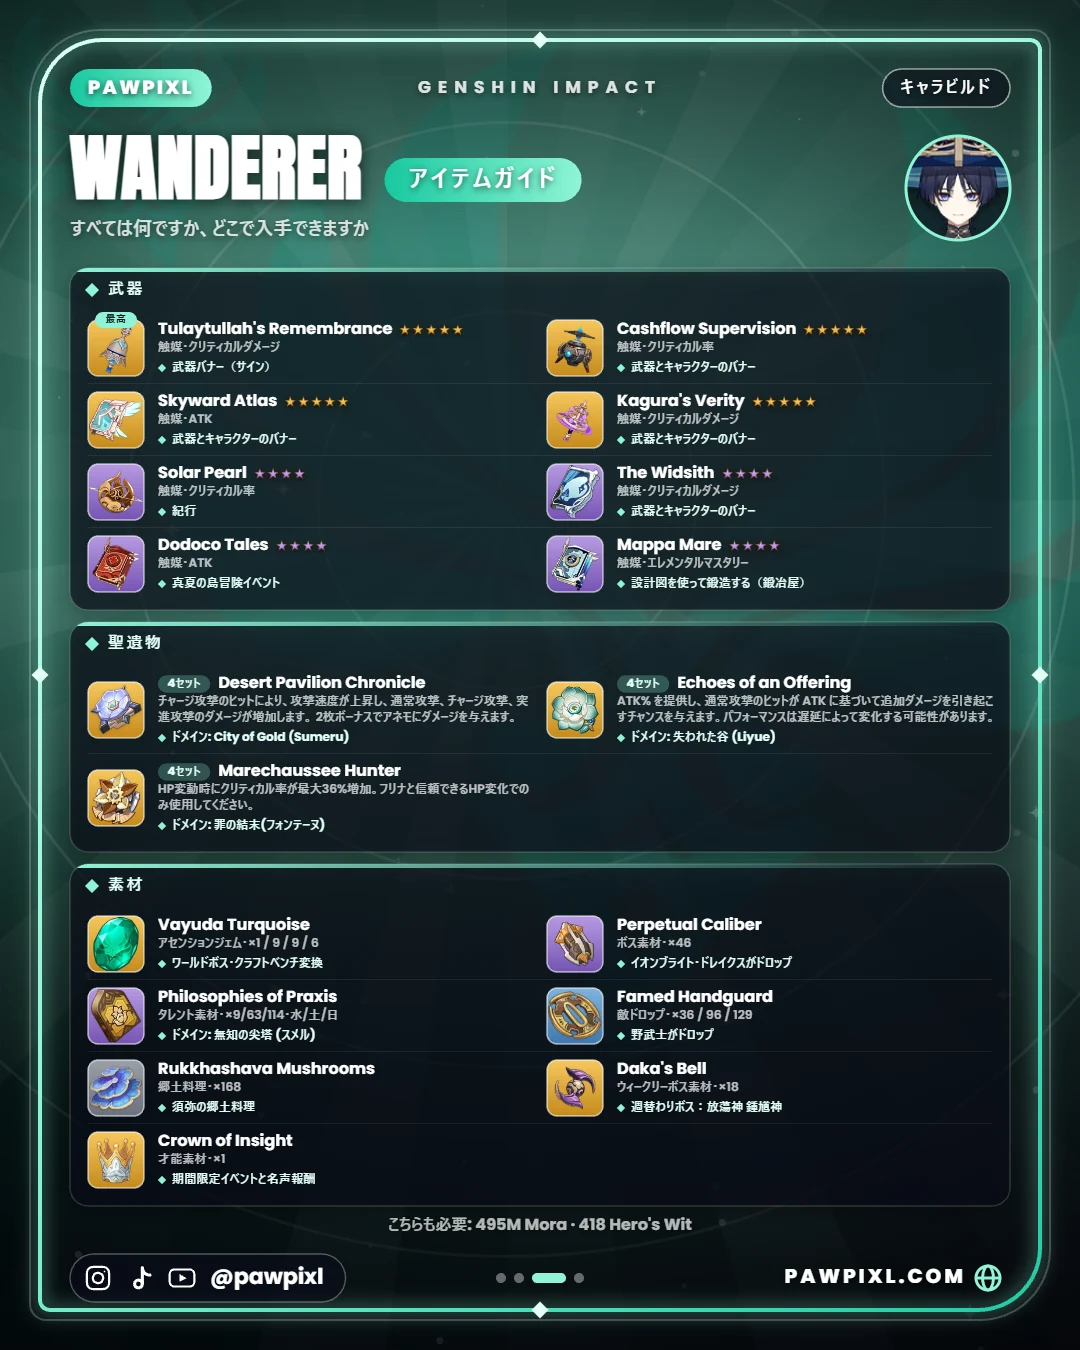 PAWPIXL
GENSHIN IMPACT
キャラビルド
WANDERER
アイテムガイド
すべては何ですか、どこで入手できますか
武器
最高
Tulaytullah's Remembrance ★★★★★
触媒・クリティカルダメージ
武器バナー（サイン）
Cashflow Supervision ★★★★★
触媒・クリティカル率
武器とキャラクターのバナー
Skyward Atlas ★★★★★
触媒・ATK
武器とキャラクターのバナー
Kagura's Verity ★★★★★
触媒・クリティカルダメージ
武器とキャラクターのバナー
Solar Pearl ★★★★
触媒・クリティカル率
紀行
The Widsith ★★★★
触媒・クリティカルダメージ
武器とキャラクターのバナー
Dodoco Tales ★★★★
触媒・ATK
真夏の島冒険イベント
Mappa Mare ★★★★
触媒・エレメンタルマスタリー
設計図を使って鍛造する（鍛冶屋）
聖遺物
4セット Desert Pavilion Chronicle
チャージ攻撃のヒットにより、攻撃速度が上昇し、通常攻撃、チャージ攻撃、突
進攻撃のダメージが増加します。2枚ボーナスでアネモにダメージを与えます。
ドメイン: City of Gold (Sumeru)
4セット Echoes of an Offering
ATK% を提供し、通常攻撃のヒットが ATK に基づいて追加ダメージを引き起こ
すチャンスを与えます。パフォーマンスは遅延によって変化する可能性があります。
ドメイン: 失われた谷 (Liyue)
4セット Marechaussee Hunter
HP変動時にクリティカル率が最大36%増加。フリナと信頼できるHP変化での
み使用してください。
ドメイン: 罪の結末(フォンテーヌ)
素材
Vayuda Turquoise
アセンションジェム・×1 / 9 / 9 / 6
ワールドボス・クラフトベンチ変換
Perpetual Caliber
ボス素材・×46
イオンブライト・ドレイクスがドロップ
Philosophies of Praxis
タレント素材・×9/63/114・水/土/日
ドメイン: 無知の尖塔 (スメル)
Famed Handguard
敵ドロップ・×36 / 96 / 129
野武士がドロップ
Rukkhashava Mushrooms
郷土料理・×168
須弥の郷土料理
Daka's Bell
ウィークリーボス素材・×18
週替わりボス：放蕩神 鍾馗神
Crown of Insight
才能素材・×1
期間限定イベントと名声報酬
こちらも必要: 495M Mora · 418 Hero's Wit
@pawpixl
PAWPIXL.COM